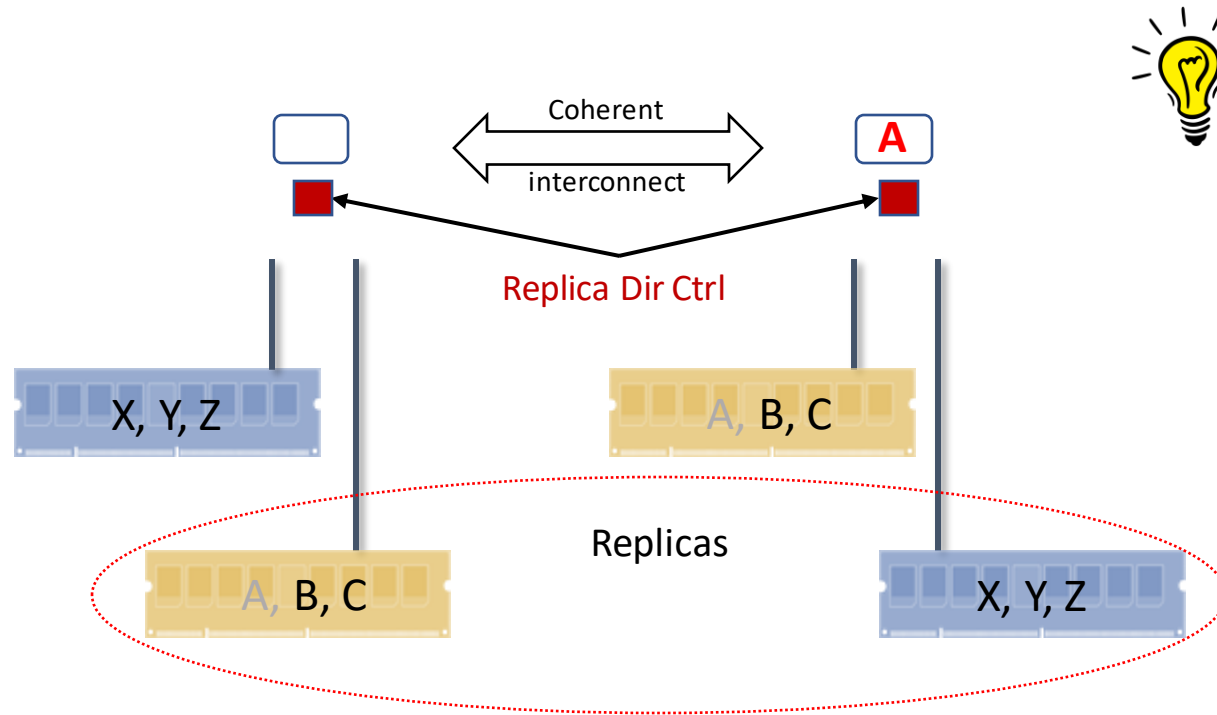 Coherent
A
interconnect
Replica Dir Ctrl
X, Y, Z
A, B, C
Replicas
A, B, C
X, Y, Z